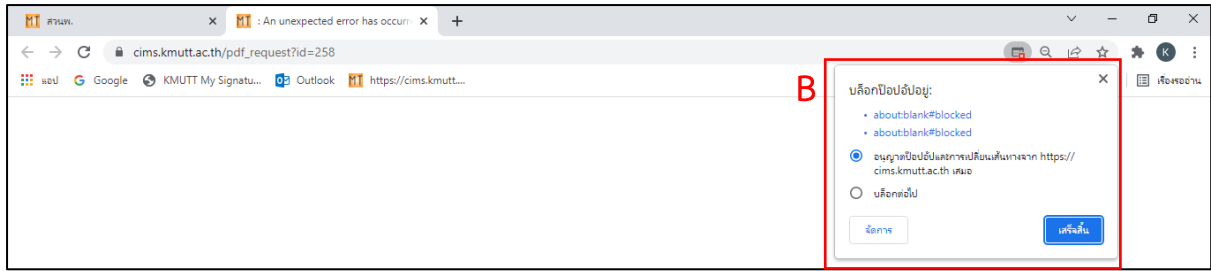 สวนพ.
: An unexpected error has occurr
cims.kmutt.ac.th/pdf_request?id=258
K
แอป
Google
KMUTT My Signatu...
Outlook
https://cims.kmutt....
เรื่องรออ่าน
B
บล็อกป๊อปอัปอยู่:
• about:blank#blocked
• about:blank#blocked
อนุญาตป๊อปอัปและการเปลี่ยนเส้นทางจาก https://
cims.kmutt.ac.th เสมอ
บล็อกต่อไป
จัดการ
เสร็จสิ้น